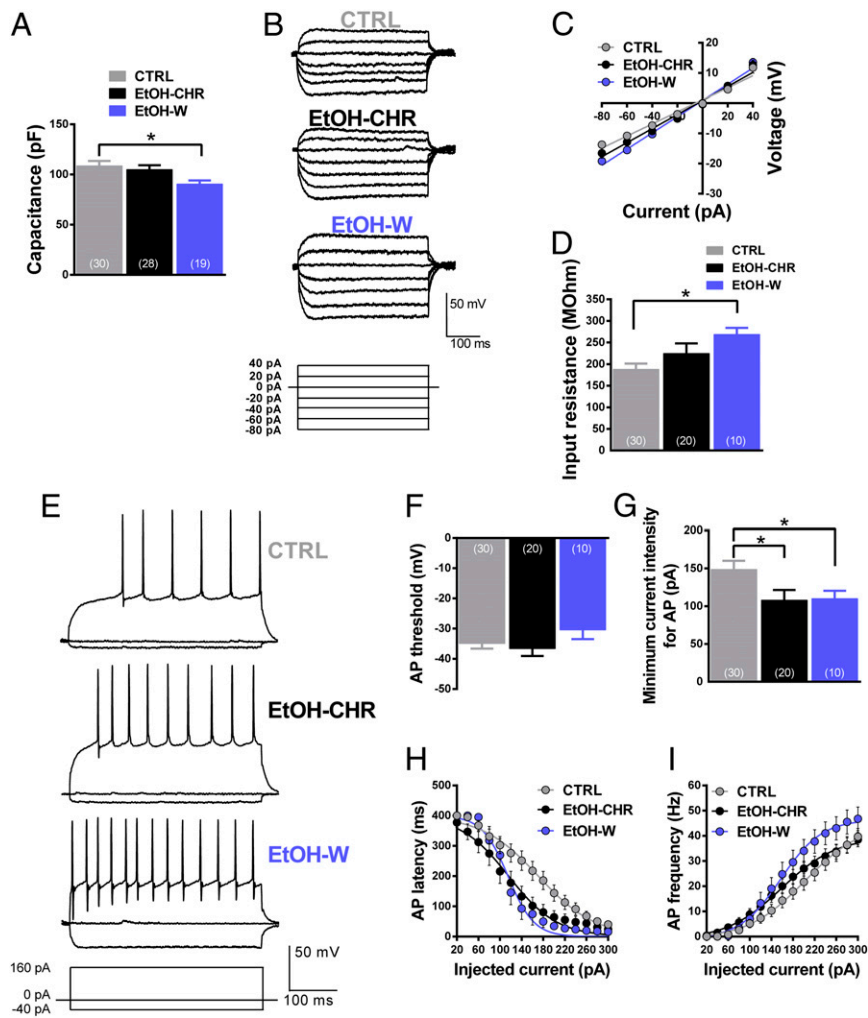 A
CTRL
EtOH-CHR
EtOH-W
Capacitance (pF)
150
100
50
0
*
(30) (28) (19)
B
CTRL
EtOH-CHR
EtOH-W
50 mV
100 ms
40 pA
20 pA
0 pA
-20 pA
-40 pA
-60 pA
-80 pA
C
CTRL
EtOH-CHR
EtOH-W
-80 -60 -40 -20 20 40
20
10
-10
-20
-30
Voltage (mV)
Current (pA)
D
CTRL
EtOH-CHR
EtOH-W
Input resistance (MOhm)
350
300
250
200
150
100
50
0
*
(30) (20) (10)
E
CTRL
EtOH-CHR
EtOH-W
50 mV
100 ms
160 pA
0 pA
-40 pA
F
AP threshold (mV)
0
-10
-20
-30
-40
-50
(30) (20) (10)
G
Minimum current intensity
for AP (pA)
200
150
100
50
0
*
*
(30) (20) (10)
H
CTRL
EtOH-CHR
EtOH-W
AP latency (ms)
500
400
300
200
100
0
20 60 100 140 180 220 260 300
Injected current (pA)
I
CTRL
EtOH-CHR
EtOH-W
AP frequency (Hz)
60
50
40
30
20
10
0
20 60 100 140 180 220 260 300
Injected current (pA)